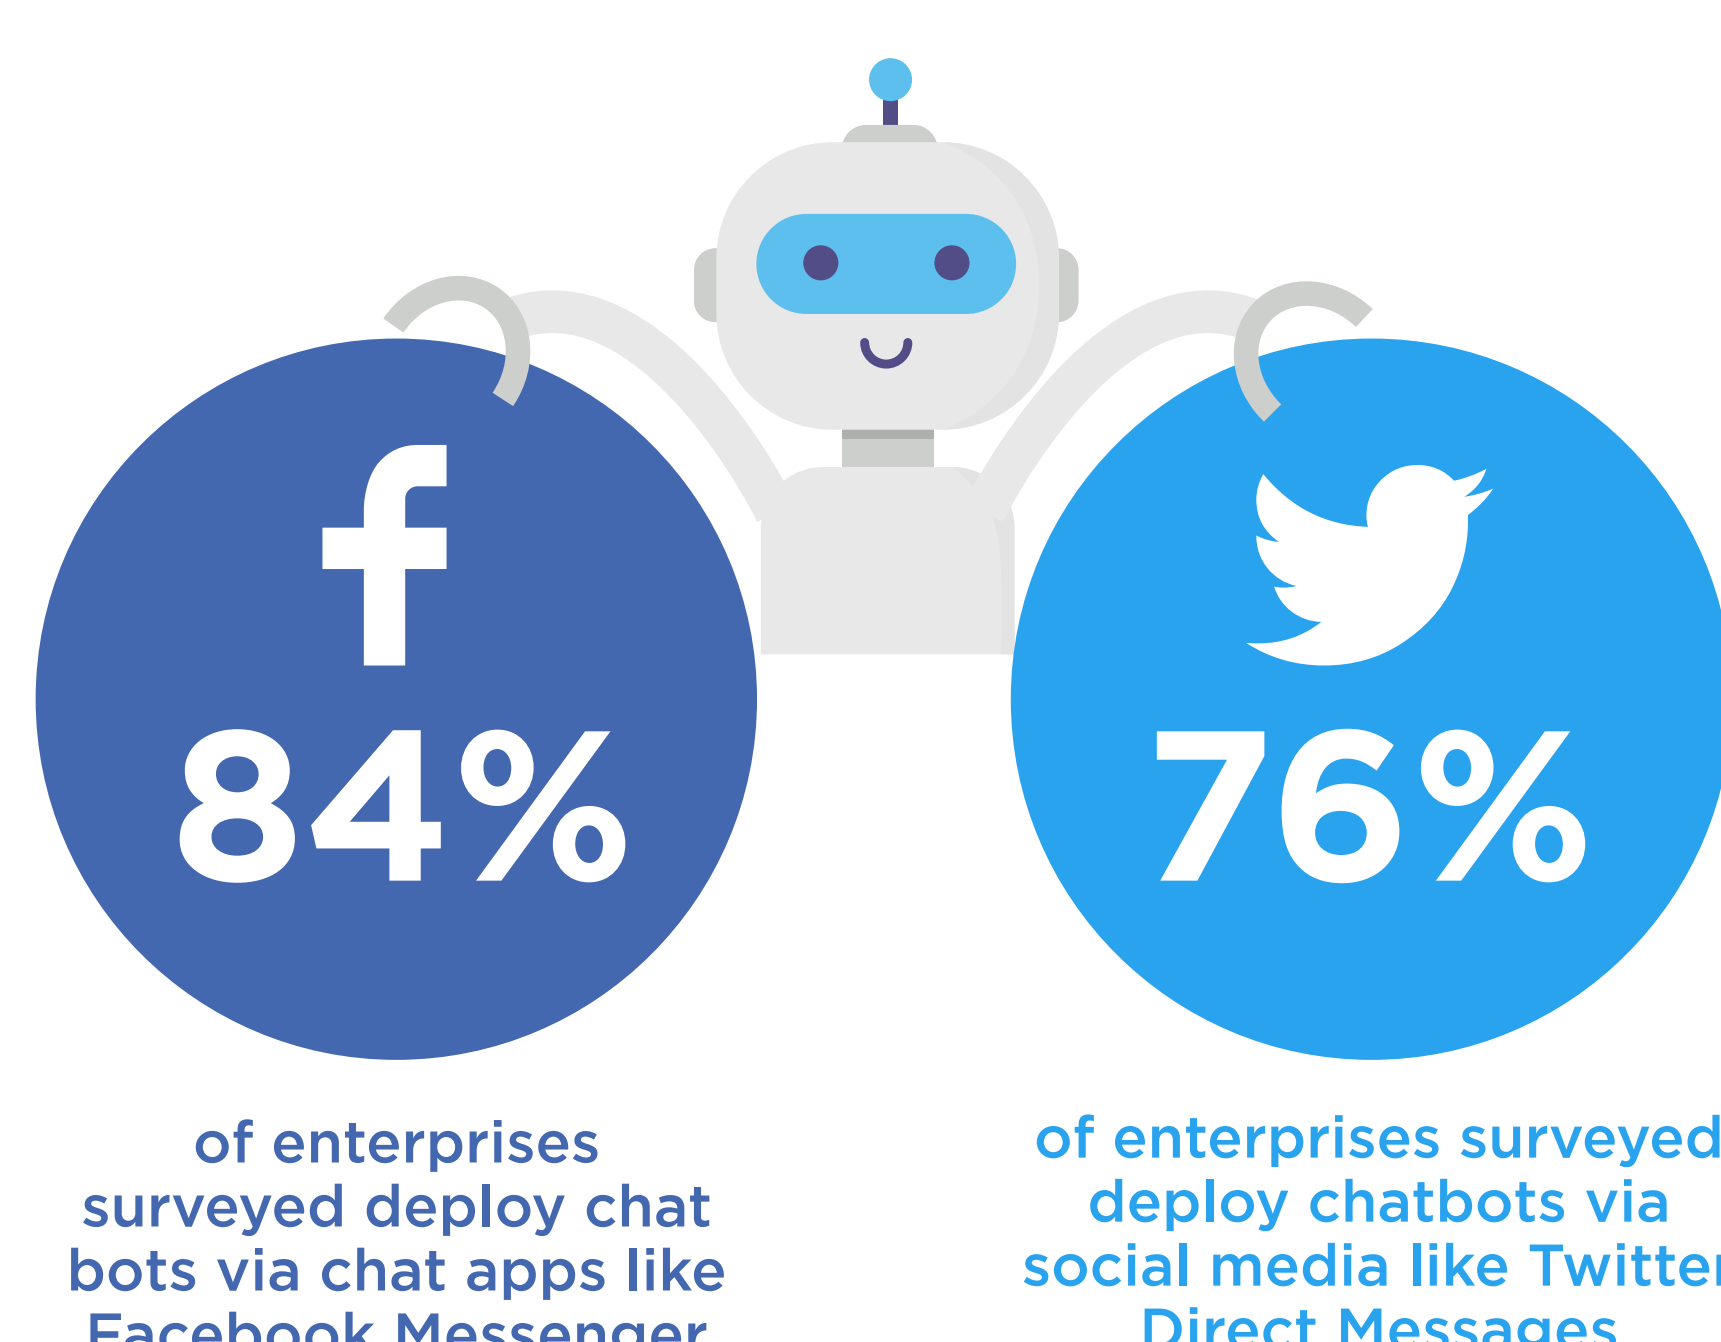 84%
of enterprises
surveyed deploy chat
bots via chat apps like
Facebook Messenger
76%
of enterprises surveyed
deploy chatbots via
social media like Twitter
Direct Messages